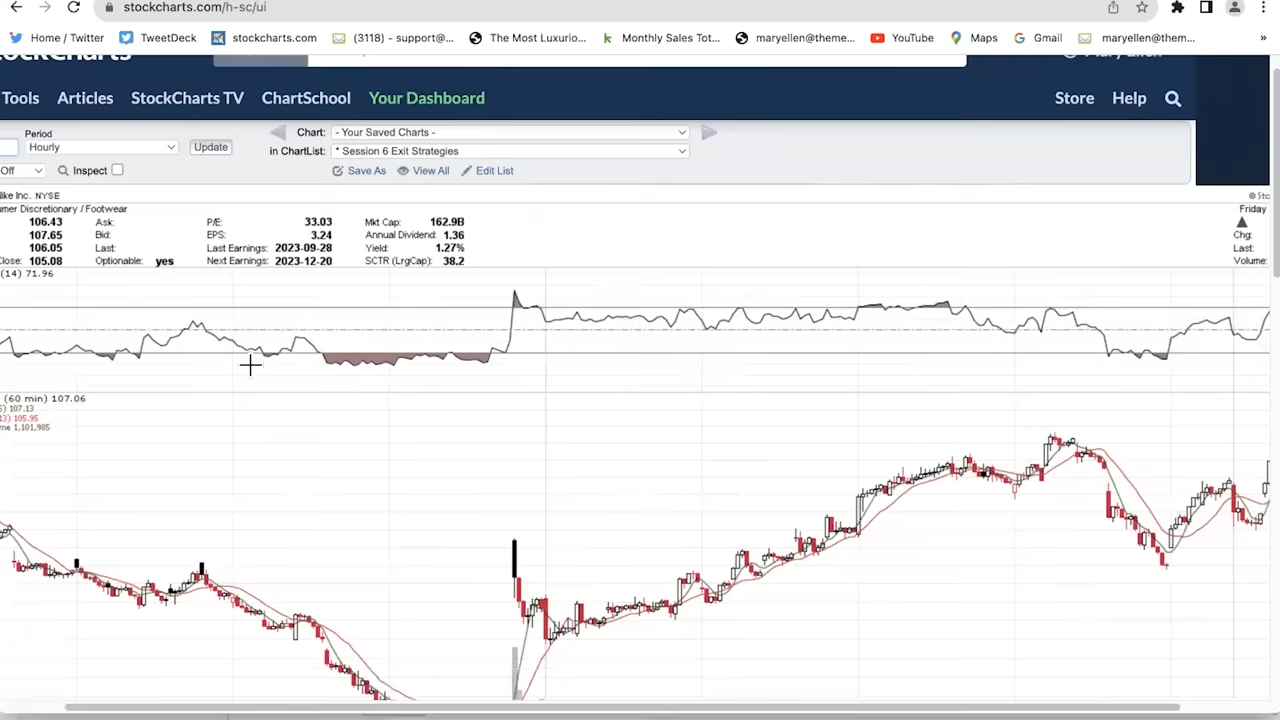 stockcharts.com/h-sc/ui
Home / Twitter TweetDeck stockcharts.com (3118) - support@... The Most Luxurio... Monthly Sales Tot... maryellen@theme... YouTube Maps Gmail maryellen@them... »
Tools Articles StockCharts TV ChartSchool Your Dashboard Store Help
Period
Hourly Update
Chart: - Your Saved Charts -
in ChartList: * Session 6 Exit Strategies
Off Inspect Save As View All Edit List
ike Inc. NYSE
umer Discretionary / Footwear Friday
106.43 Ask: P/E: 33.03 Mkt Cap: 162.9B
107.65 Bid: EPS: 3.24 Annual Dividend: 1.36 Chg:
106.05 Last: Last Earnings: 2023-09-28 Yield: 1.27% Last:
lose: 105.08 Optionable: yes Next Earnings: 2023-12-20 SCTR (LrgCap): 38.2 Volume:
(14) 71.96
(60 min) 107.06
107.13
13) 105.95
me 1,101,985